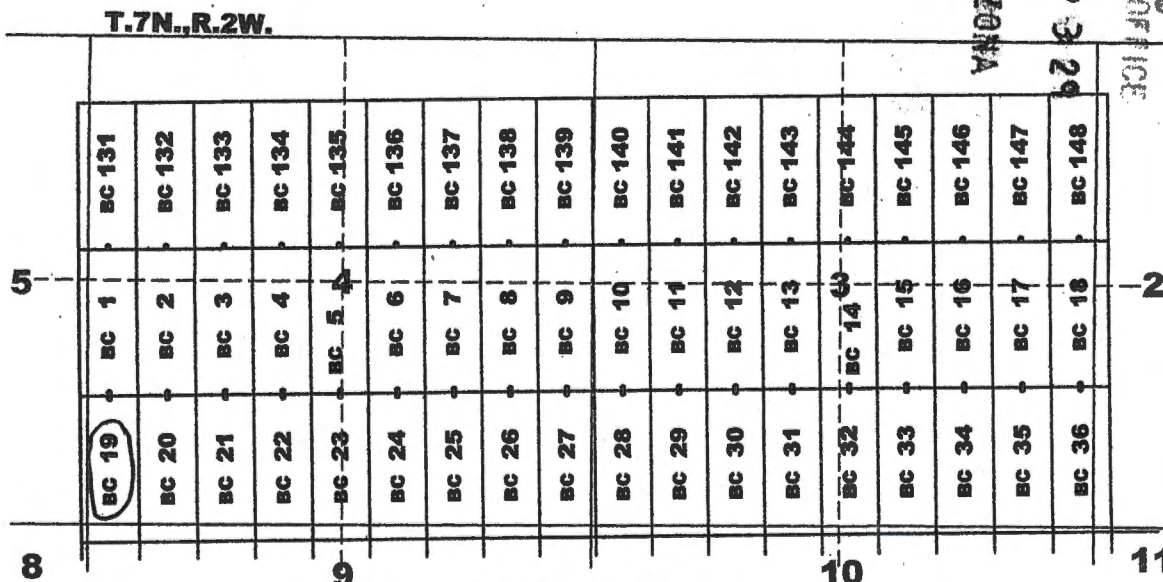 T.7N.,R.2W.
OFFICE
3 29
ZONA
BC 131 BC 132 BC 133 BC 134 BC 135 BC 136 BC 137 BC 138 BC 139 BC 140 BC 141 BC 142 BC 143 BC 144 BC 145 BC 146 BC 147 BC 148
5 4 3 2
BC 1 BC 2 BC 3 BC 4 BC 5 BC 6 BC 7 BC 8 BC 9 BC 10 BC 11 BC 12 BC 13 BC 14 BC 15 BC 16 BC 17 BC 18
BC 19 BC 20 BC 21 BC 22 BC 23 BC 24 BC 25 BC 26 BC 27 BC 28 BC 29 BC 30 BC 31 BC 32 BC 33 BC 34 BC 35 BC 36
8 9 10 11